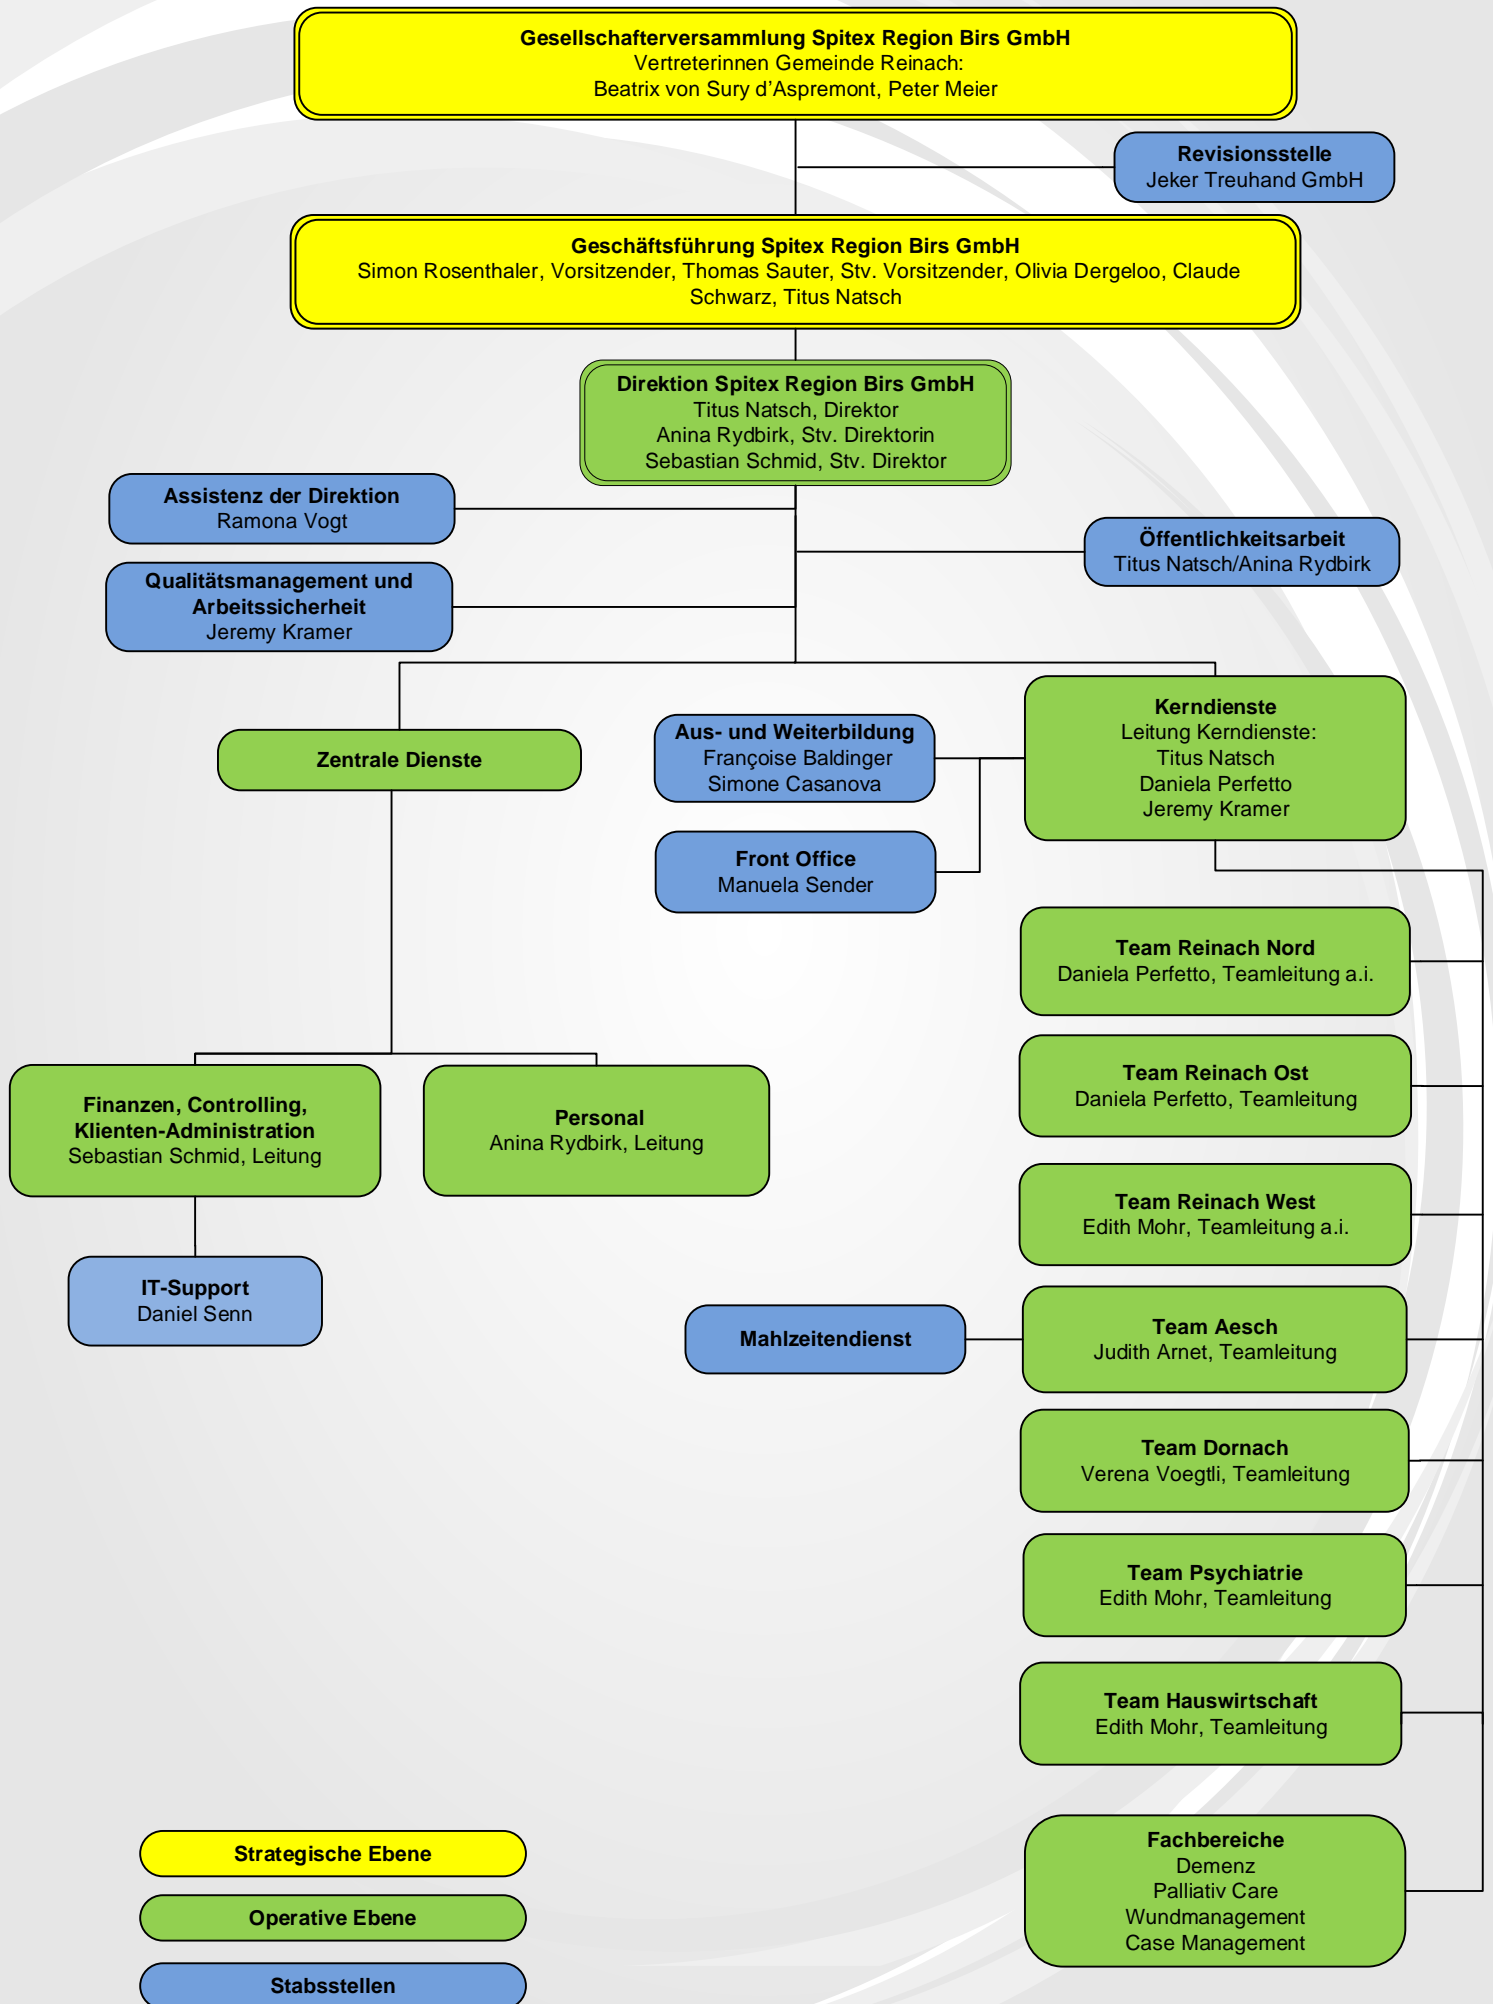 Gesellschafterversammlung Spitex Region Birs GmbH
Vertreterinnen Gemeinde Reinach:
Beatrix von Sury d'Aspremont, Peter Meier
Revisionsstelle
Jeker Treuhand GmbH
Geschäftsführung Spitex Region Birs GmbH
Simon Rosenthaler, Vorsitzender, Thomas Sauter, Stv. Vorsitzender, Olivia Dergeloo, Claude
Schwarz, Titus Natsch
Direktion Spitex Region Birs GmbH
Titus Natsch, Direktor
Anina Rydbirk, Stv. Direktorin
Sebastian Schmid, Stv. Direktor
Assistenz der Direktion
Ramona Vogt
Öffentlichkeitsarbeit
Titus Natsch/Anina Rydbirk
Qualitätsmanagement und
Arbeitssicherheit
Jeremy Kramer
Zentrale Dienste
Aus- und Weiterbildung
Françoise Baldinger
Simone Casanova
Kerndienste
Leitung Kerndienste:
Titus Natsch
Daniela Perfetto
Jeremy Kramer
Front Office
Manuela Sender
Team Reinach Nord
Daniela Perfetto, Teamleitung a.i.
Team Reinach Ost
Daniela Perfetto, Teamleitung
Finanzen, Controlling,
Klienten-Administration
Sebastian Schmid, Leitung
Personal
Anina Rydbirk, Leitung
Team Reinach West
Edith Mohr, Teamleitung a.i.
IT-Support
Daniel Senn
Mahlzeitendienst
Team Aesch
Judith Arnet, Teamleitung
Team Dornach
Verena Voegtli, Teamleitung
Team Psychiatrie
Edith Mohr, Teamleitung
Team Hauswirtschaft
Edith Mohr, Teamleitung
Fachbereiche
Demenz
Palliativ Care
Wundmanagement
Case Management
Strategische Ebene
Operative Ebene
Stabsstellen